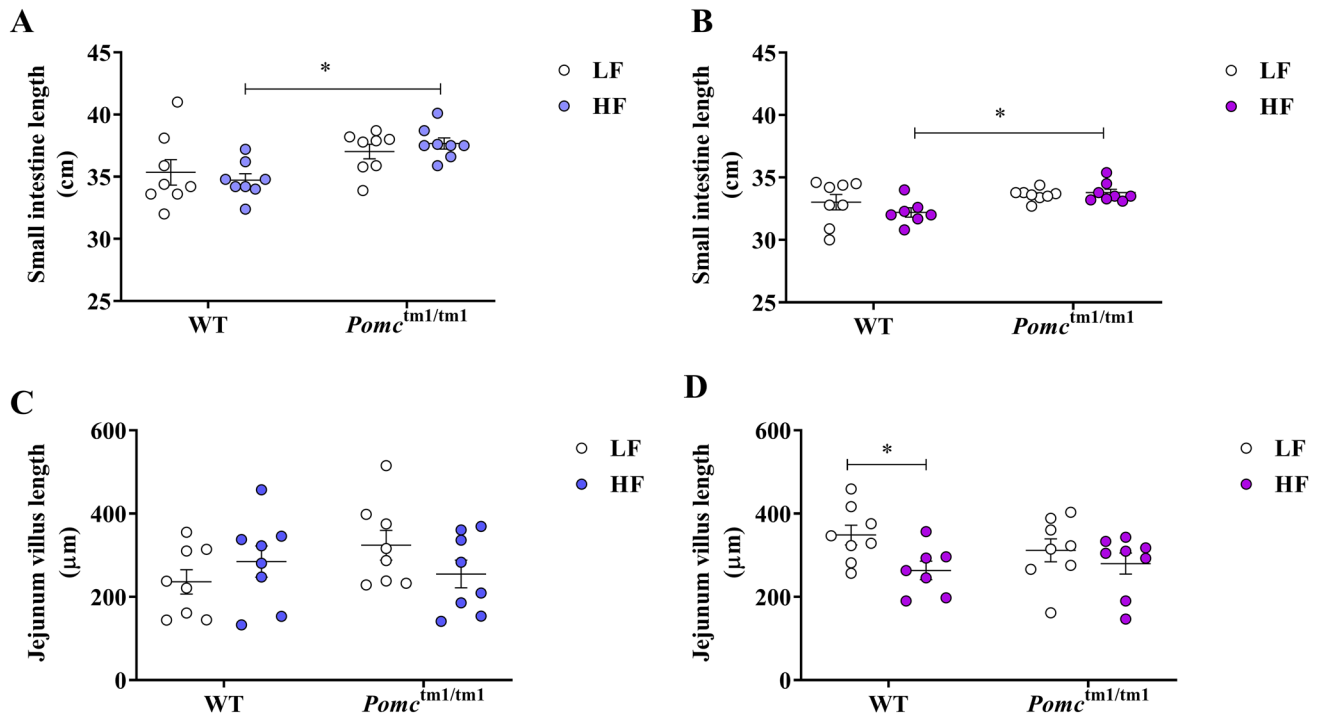 A
Small intestine length
(cm)
45
40
35
30
25
*
LF
HF
WT
Pomctm1/tm1
B
Small intestine length
(cm)
45
40
35
30
25
*
LF
HF
WT
Pomctm1/tm1
C
Jejunum villus length
(μm)
600
400
200
0
LF
HF
WT
Pomctm1/tm1
D
Jejunum villus length
(μm)
600
400
200
0
*
LF
HF
WT
Pomctm1/tm1